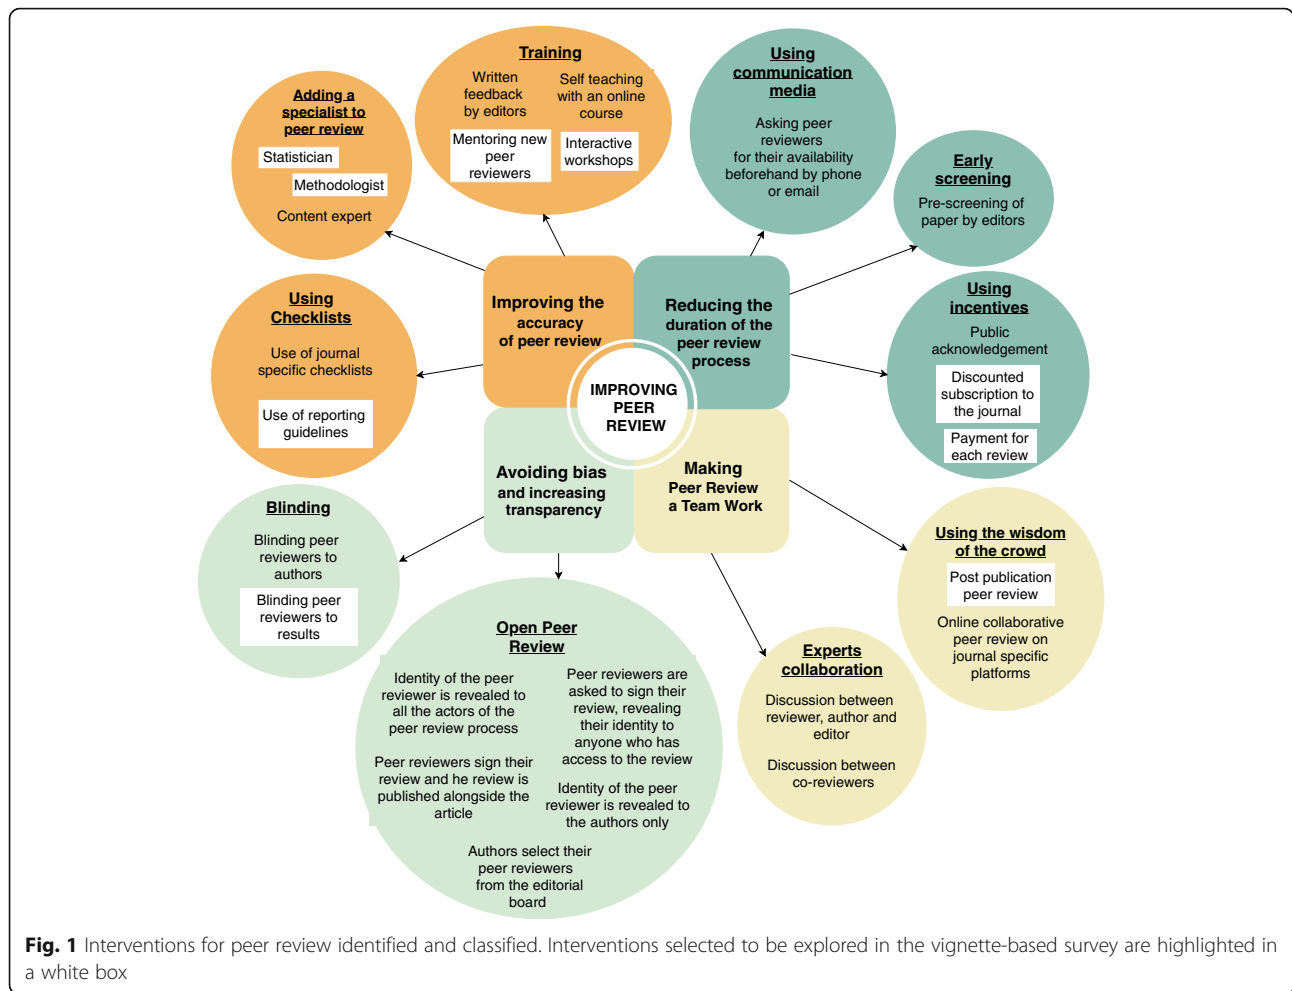 Training
Written
feedback
by editors
Self teaching
with an online
course
Mentoring new
peer
reviewers
Interactive
workshops
Using
communication
media
Asking peer
reviewers
for their availability
beforehand by phone
or email
Adding a
specialist to
peer review
Statistician
Methodologist
Content expert
Early
screening
Pre-screening of
paper by editors
Using
Checklists
Use of journal
specific checklists
Use of reporting
guidelines
Improving the
accuracy
of peer review
Reducing the
duration of the
peer review
process
Using
incentives
Public
acknowledgement
Discounted
subscription to
the journal
Payment for
each review
IMPROVING
PEER
REVIEW
Avoiding bias
and increasing
transparency
Making
Peer Review
a Team Work
Blinding
Blinding peer
reviewers to
authors
Blinding peer
reviewers to
results
Using the wisdom
of the crowd
Post publication
peer review
Online collaborative
peer review on
journal specific
platforms
Open Peer
Review
Identity of the peer
reviewer is revealed to
all the actors of the
peer review process
Peer reviewers are
asked to sign their
review, revealing
their identity to
anyone who has
access to the review
Peer reviewers sign their
review and he review is
published alongside the
article
Identity of the peer
reviewer is revealed to
the authors only
Authors select their
peer reviewers
from the editorial
board
Experts
collaboration
Discussion between
reviewer, author and
editor
Discussion between
co-reviewers
Fig. 1 Interventions for peer review identified and classified. Interventions selected to be explored in the vignette-based survey are highlighted in
a white box